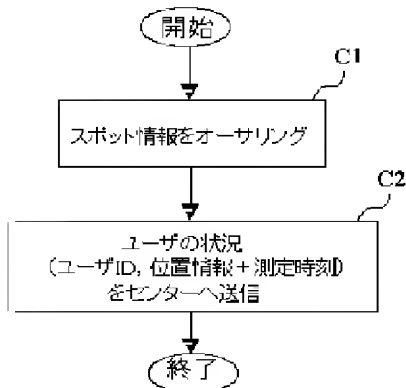 開始
C1
スポット情報をオーサリング
C2
ユーザの状況
(ユーザID, 位置情報+測定時刻)
をセンターへ送信
終了